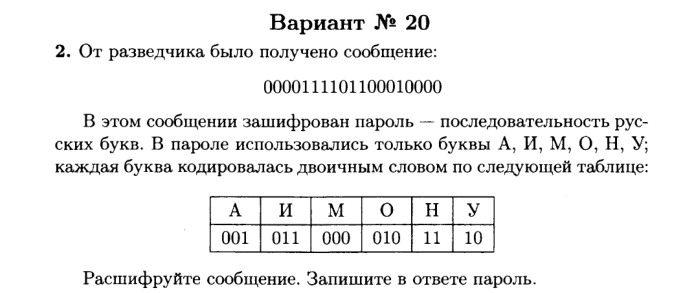 Вариант № 20
2. От разведчика было получено сообщение:
0000111101100010000
В этом сообщении зашифрован пароль — последовательность рус-
ских букв. В пароле использовались только буквы А, И, М, О, Н, У;
каждая буква кодировалась двоичным словом по следующей таблице:
А И М О Н У
001 011 000 010 11 10
Расшифруйте сообщение. Запишите в ответе пароль.